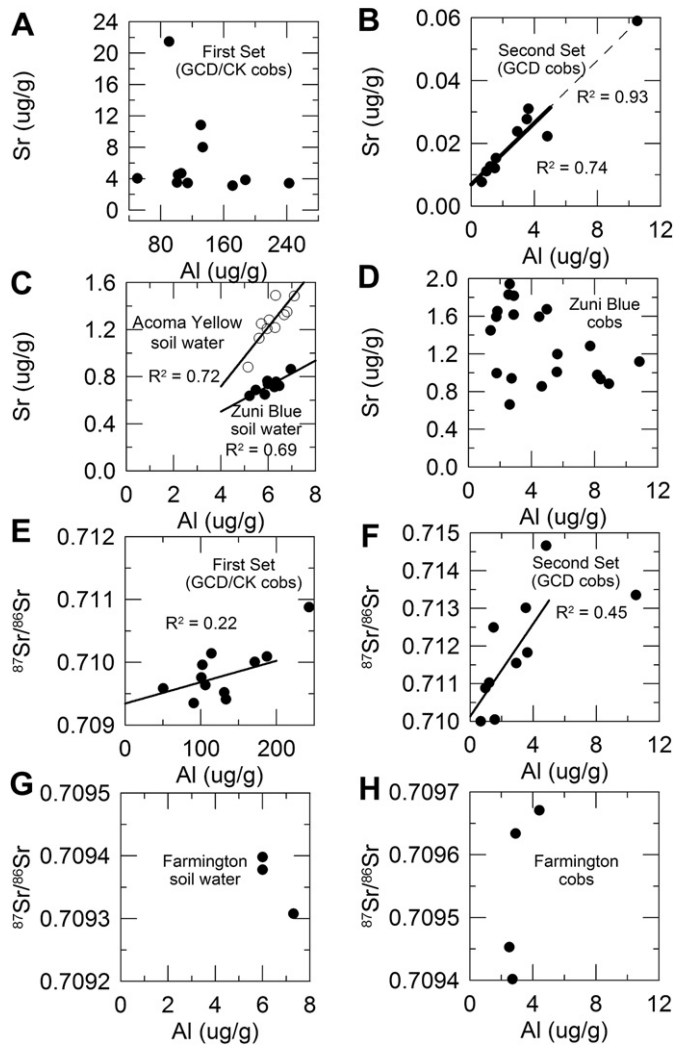 A
28
24
20
16
12
8
4
0
First Set
(GCD/CK cobs)
80
160
240
Al (ug/g)
Sr (ug/g)
B
0.06
0.04
0.02
0.00
Second Set
(GCD cobs)
R² = 0.93
R² = 0.74
0
4
8
12
Al (ug/g)
Sr (ug/g)
C
1.6
1.2
0.8
0.4
0.0
Acoma Yellow
soil water
R² = 0.72
Zuni Blue
soil water
R² = 0.69
0
2
4
6
8
Al (ug/g)
Sr (ug/g)
D
2.0
1.6
1.2
0.8
0.4
0.0
Zuni Blue
cobs
0
4
8
12
Al (ug/g)
Sr (ug/g)
E
0.712
0.711
0.710
0.709
First Set
(GCD/CK cobs)
R² = 0.22
0
100
200
Al (ug/g)
⁸⁷Sr/⁸⁶Sr
F
0.715
0.714
0.713
0.712
0.711
0.710
Second Set
(GCD cobs)
R² = 0.45
0
4
8
12
Al (ug/g)
⁸⁷Sr/⁸⁶Sr
G
0.7095
0.7094
0.7093
0.7092
Farmington
soil water
0
2
4
6
8
Al (ug/g)
⁸⁷Sr/⁸⁶Sr
H
0.7097
0.7096
0.7095
0.7094
Farmington
cobs
0
4
8
12
Al (ug/g)
⁸⁷Sr/⁸⁶Sr